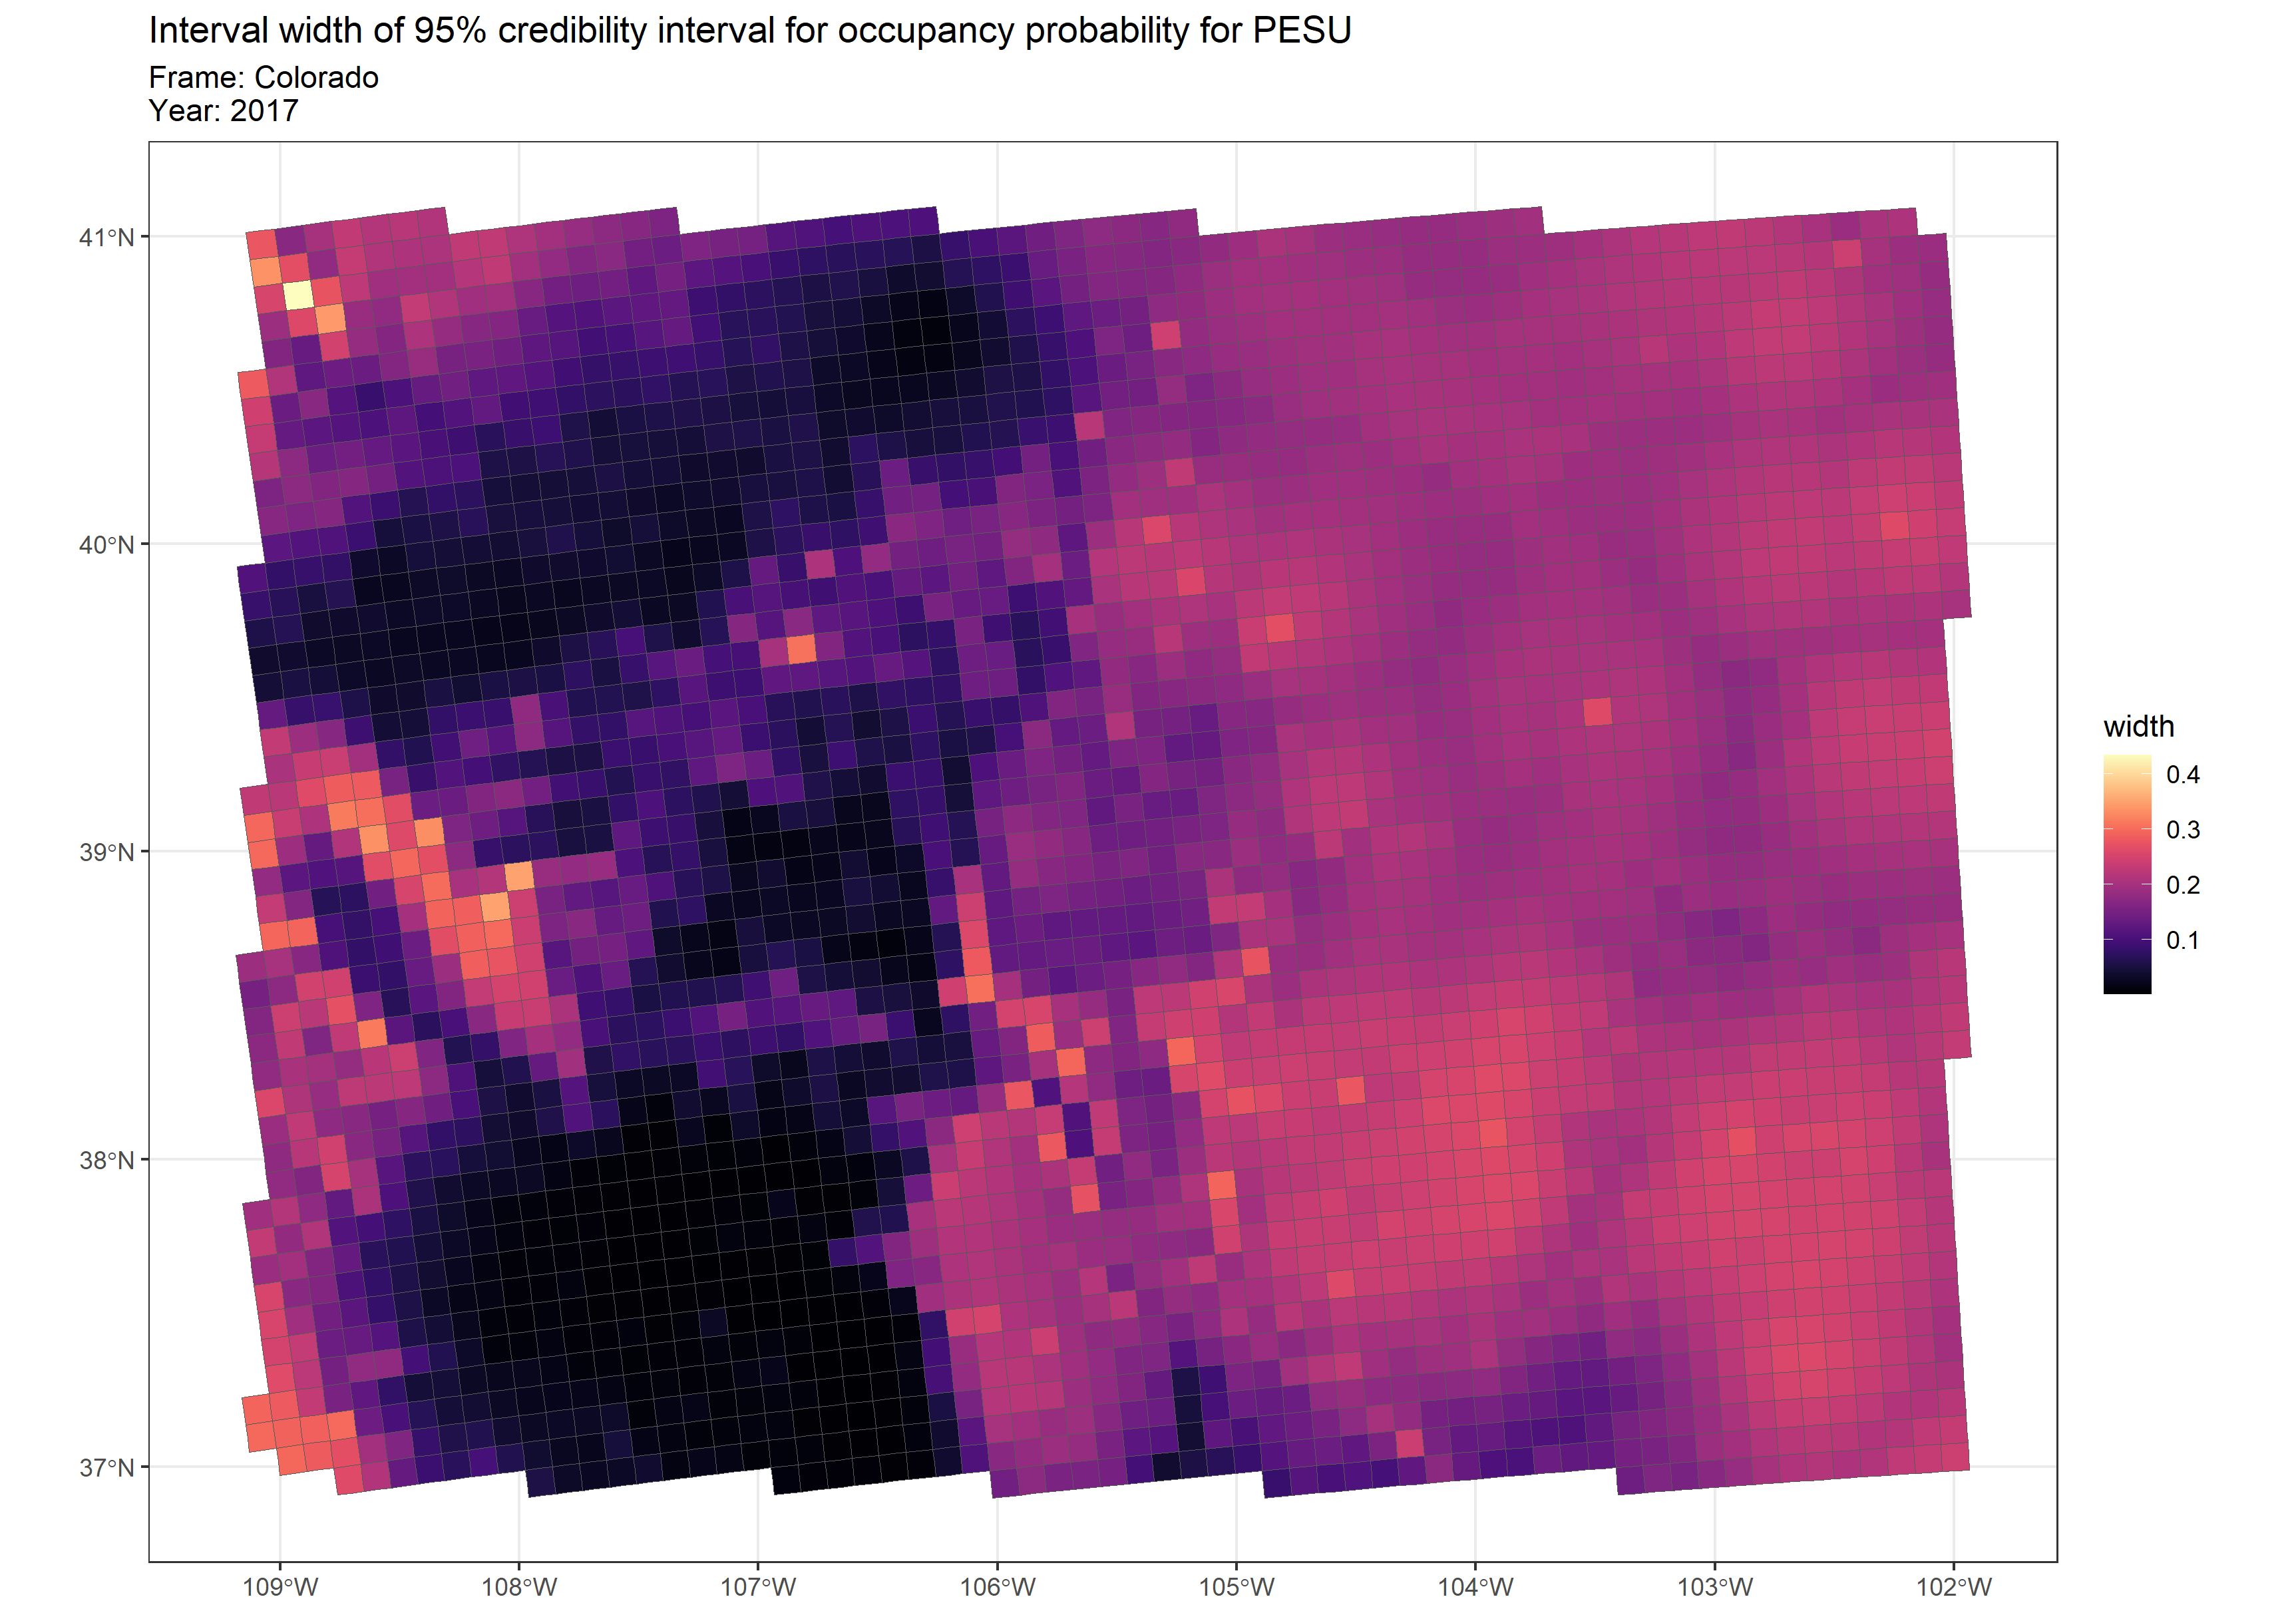 Interval width of 95% credibility interval for occupancy probability for PESU
Frame: Colorado
Year: 2017
41°N
40°N
39°N
38°N
37°N
109°W
108°W
107°W
106°W
105°W
104°W
103°W
102°W
width
0.4
0.3
0.2
0.1